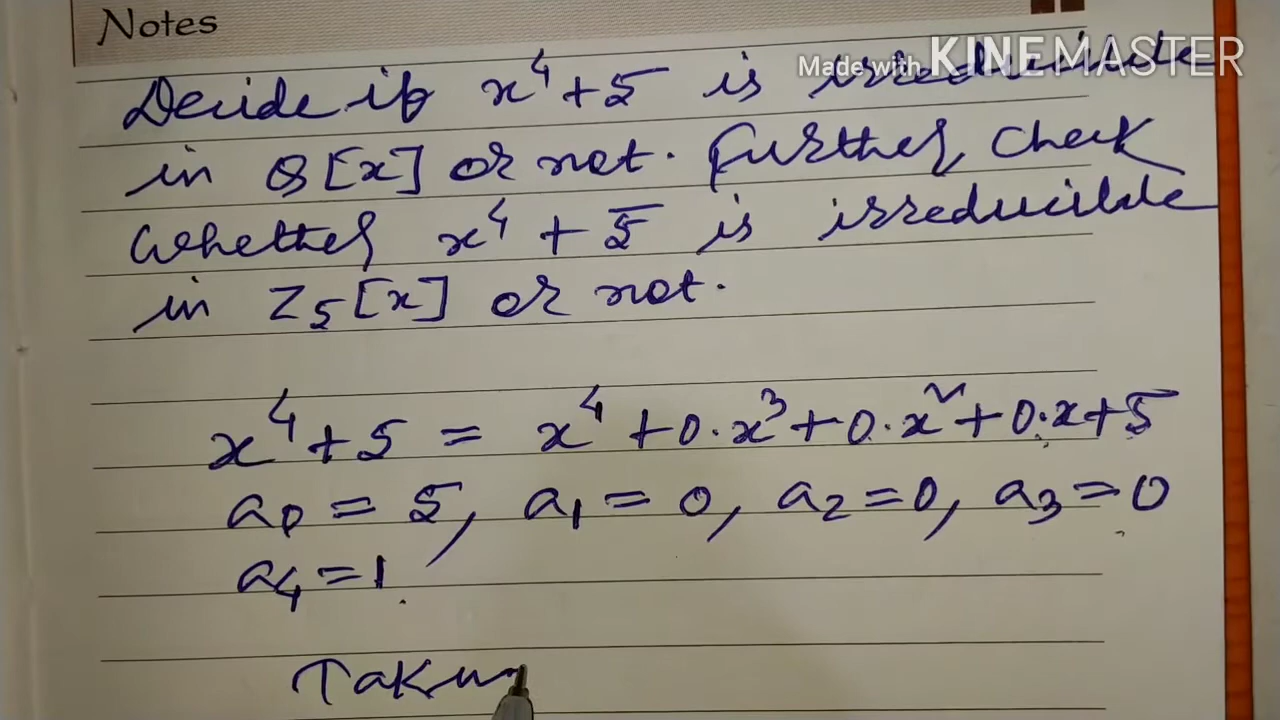 Notes
Made with KINEMASTER
Decide if x⁴+5 is irreducible
in Q[x] or not. Further, check
whether x⁴ + 5̄ is irreducible
in Z₅[x] or not.
x⁴+5 = x⁴+0·x³+0·x²+0·x+5
a₀ = 5, a₁ = 0, a₂ = 0, a₃ = 0
a₄ = 1
Takin